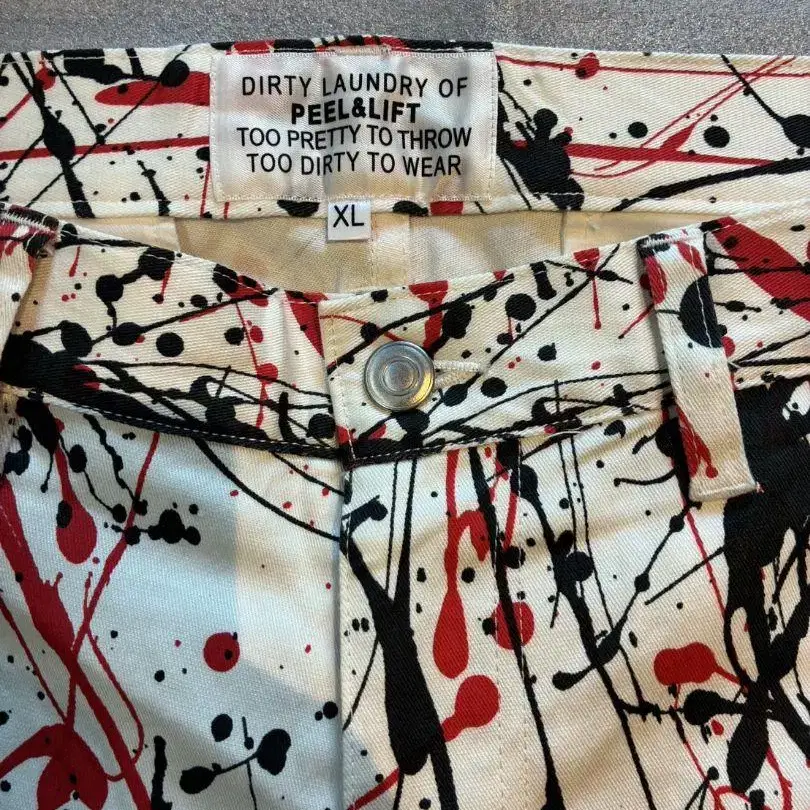 DIRTY LAUNDRY OF
PEEL&LIFT
TOO PRETTY TO THROW
TOO DIRTY TO WEAR
XL